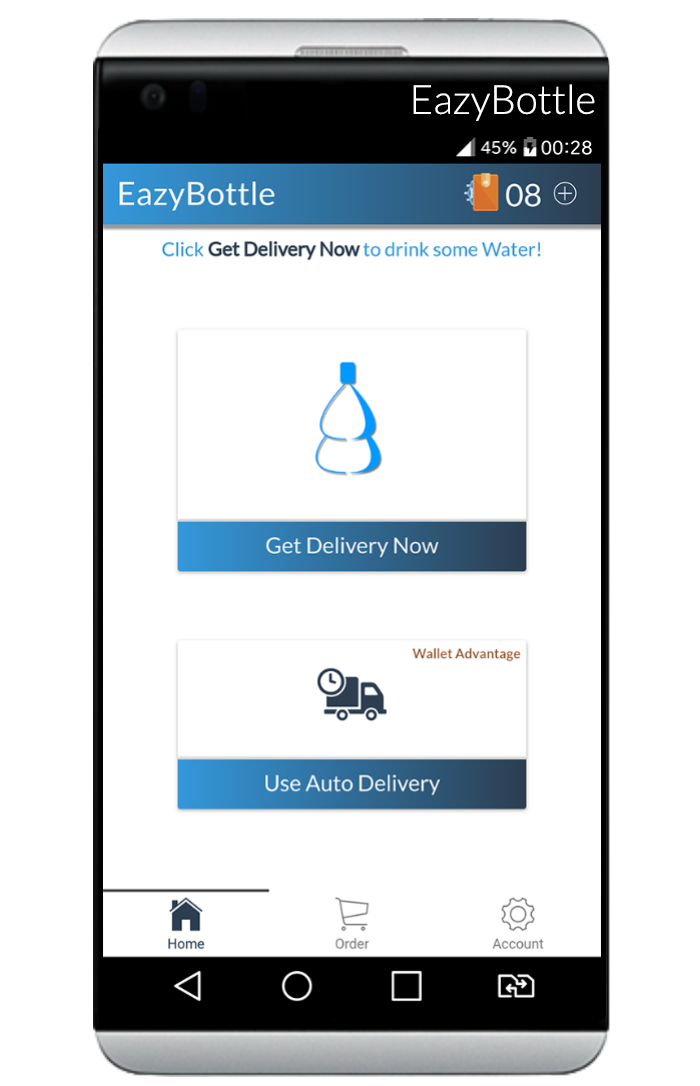 EazyBottle
45% 00:28
EazyBottle 08
Click Get Delivery Now to drink some Water!
Get Delivery Now
Wallet Advantage
Use Auto Delivery
Home Order Account